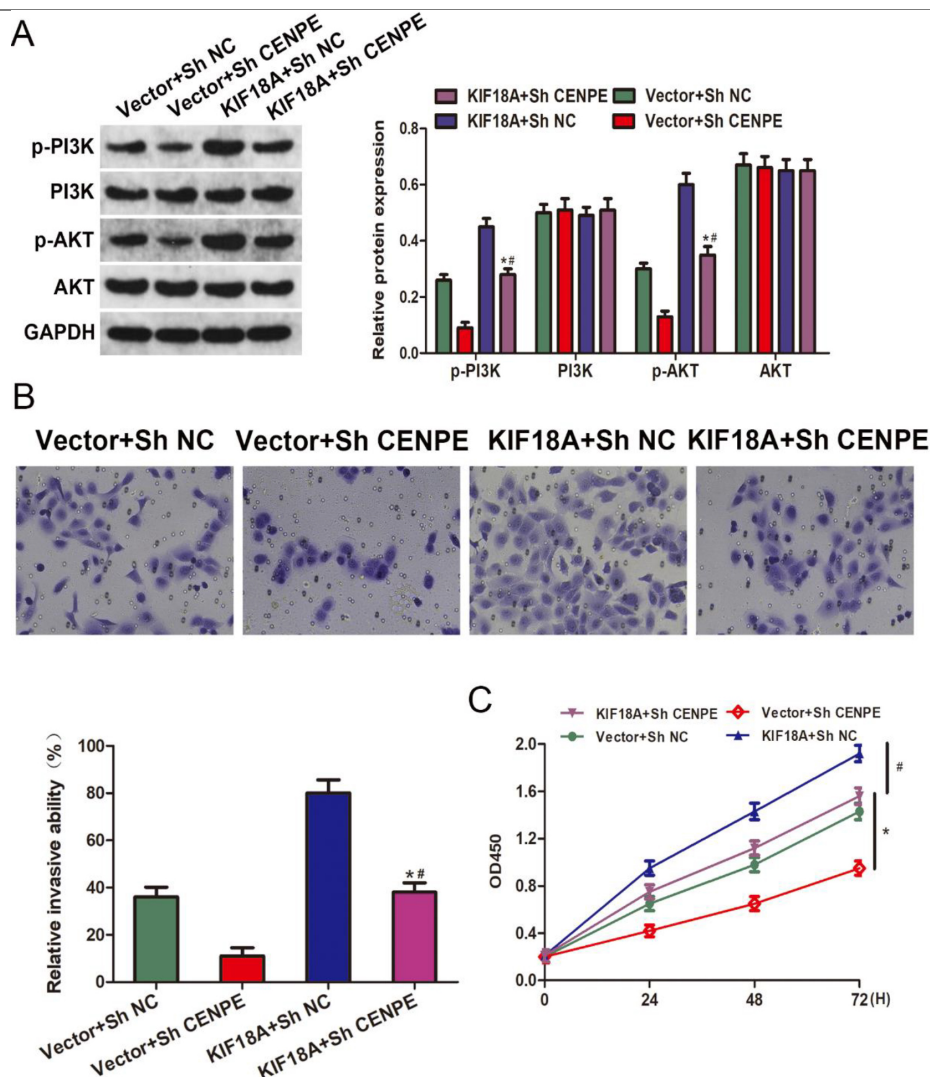 A
Vector+Sh NC
Vector+Sh CENPE
KIF18A+Sh NC
KIF18A+Sh CENPE
p-PI3K
PI3K
p-AKT
AKT
GAPDH
KIF18A+Sh CENPE
Vector+Sh NC
KIF18A+Sh NC
Vector+Sh CENPE
Relative protein expression
0.8
0.6
0.4
0.2
0.0
*#
*#
p-PI3K
PI3K
p-AKT
AKT
B
Vector+Sh NC
Vector+Sh CENPE
KIF18A+Sh NC
KIF18A+Sh CENPE
Relative invasive ability (%)
100
80
60
40
20
0
*#
Vector+Sh NC
Vector+Sh CENPE
KIF18A+Sh NC
KIF18A+Sh CENPE
C
KIF18A+Sh CENPE
Vector+Sh CENPE
Vector+Sh NC
KIF18A+Sh NC
OD450
2.0
1.6
1.2
0.8
0.4
0.0
#
*
0
24
48
72(H)